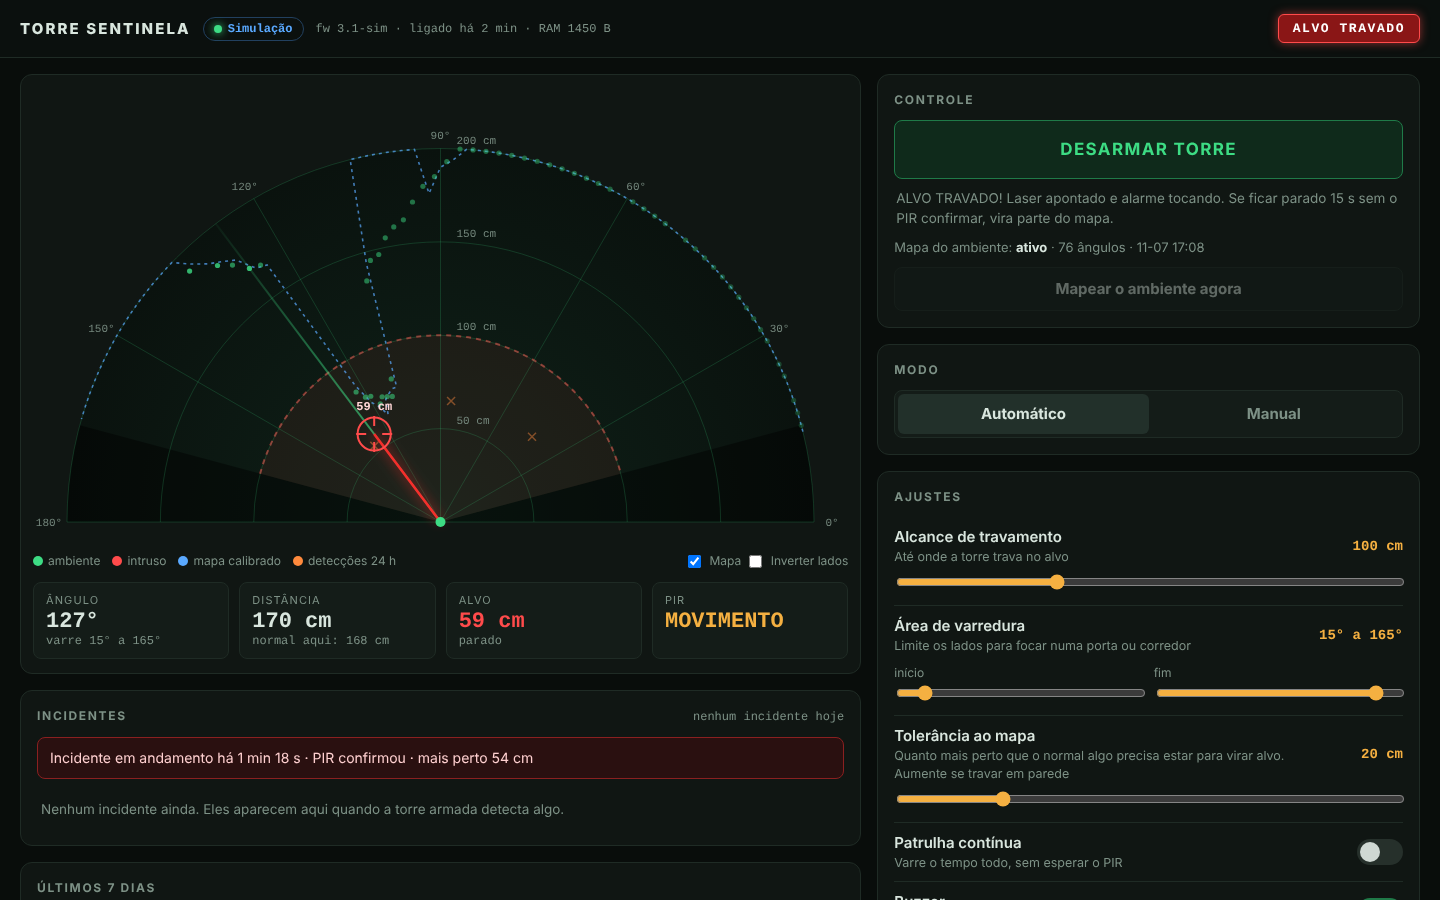 TORRE SENTINELA
Simulação
fw 3.1-sim · ligado há 2 min · RAM 1450 B
ALVO TRAVADO
90°
200 cm
120°
60°
150 cm
150°
100 cm
30°
59 cm
50 cm
180°
0°
ambiente
intruso
mapa calibrado
detecções 24 h
Mapa
Inverter lados
ÂNGULO
127°
varre 15° a 165°
DISTÂNCIA
170 cm
normal aqui: 168 cm
ALVO
59 cm
parado
PIR
MOVIMENTO
INCIDENTES
nenhum incidente hoje
Incidente em andamento há 1 min 18 s · PIR confirmou · mais perto 54 cm
Nenhum incidente ainda. Eles aparecem aqui quando a torre armada detecta algo.
ÚLTIMOS 7 DIAS
CONTROLE
DESARMAR TORRE
ALVO TRAVADO! Laser apontado e alarme tocando. Se ficar parado 15 s sem o
PIR confirmar, vira parte do mapa.
Mapa do ambiente: ativo · 76 ângulos · 11-07 17:08
Mapear o ambiente agora
MODO
Automático
Manual
AJUSTES
Alcance de travamento
Até onde a torre trava no alvo
100 cm
Área de varredura
Limite os lados para focar numa porta ou corredor
15° a 165°
início
fim
Tolerância ao mapa
Quanto mais perto que o normal algo precisa estar para virar alvo.
Aumente se travar em parede
20 cm
Patrulha contínua
Varre o tempo todo, sem esperar o PIR